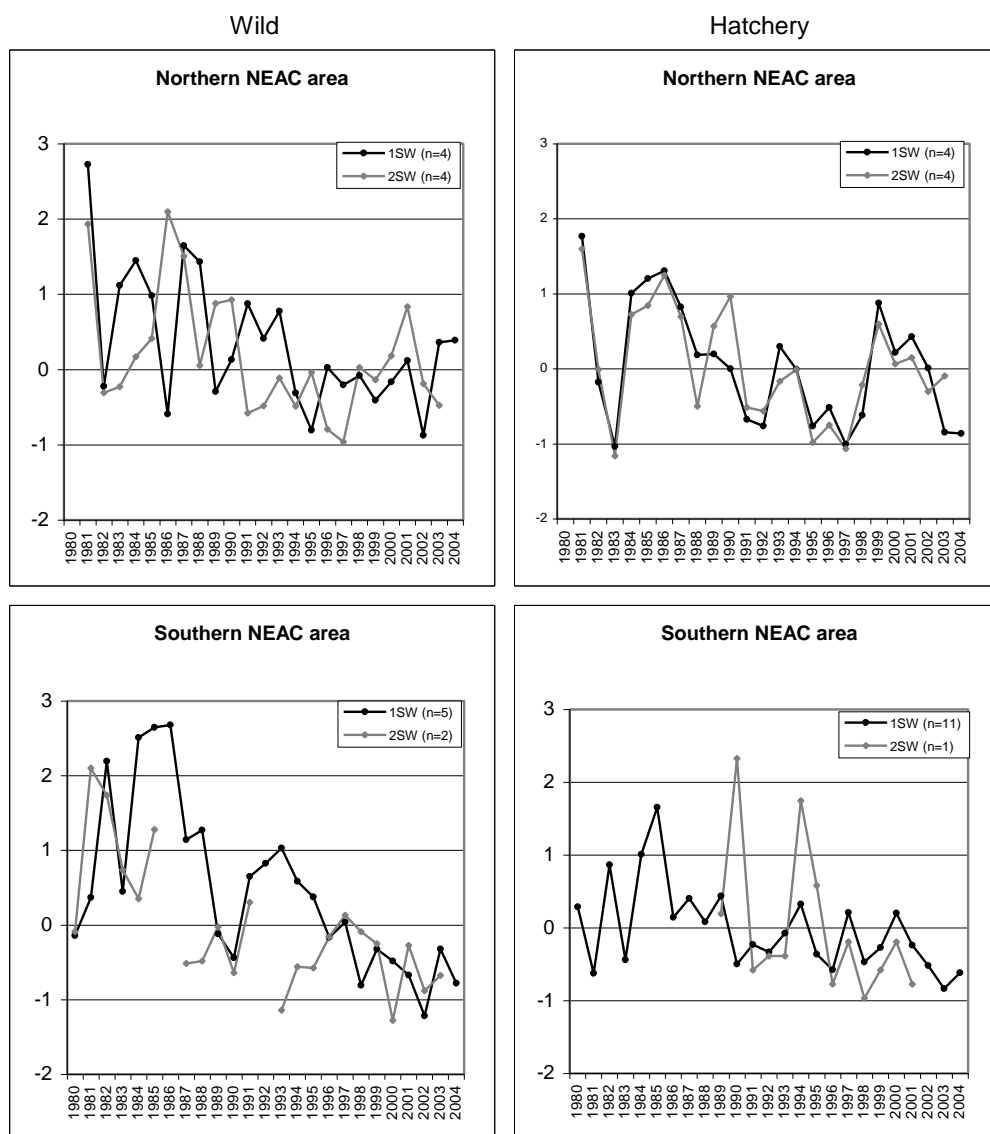 Wild
Hatchery
Northern NEAC area
3
2
1
0
-1
-2
1SW (n=4)
2SW (n=4)
1980 1981 1982 1983 1984 1985 1986 1987 1988 1989 1990 1991 1992 1993 1994 1995 1996 1997 1998 1999 2000 2001 2002 2003 2004
Northern NEAC area
3
2
1
0
-1
-2
1SW (n=4)
2SW (n=4)
1980 1981 1982 1983 1984 1985 1986 1987 1988 1989 1990 1991 1992 1993 1994 1995 1996 1997 1998 1999 2000 2001 2002 2003 2004
Southern NEAC area
3
2
1
0
-1
-2
1SW (n=5)
2SW (n=2)
1980 1981 1982 1983 1984 1985 1986 1987 1988 1989 1990 1991 1992 1993 1994 1995 1996 1997 1998 1999 2000 2001 2002 2003 2004
Southern NEAC area
3
2
1
0
-1
-2
1SW (n=11)
2SW (n=1)
1980 1981 1982 1983 1984 1985 1986 1987 1988 1989 1990 1991 1992 1993 1994 1995 1996 1997 1998 1999 2000 2001 2002 2003 2004